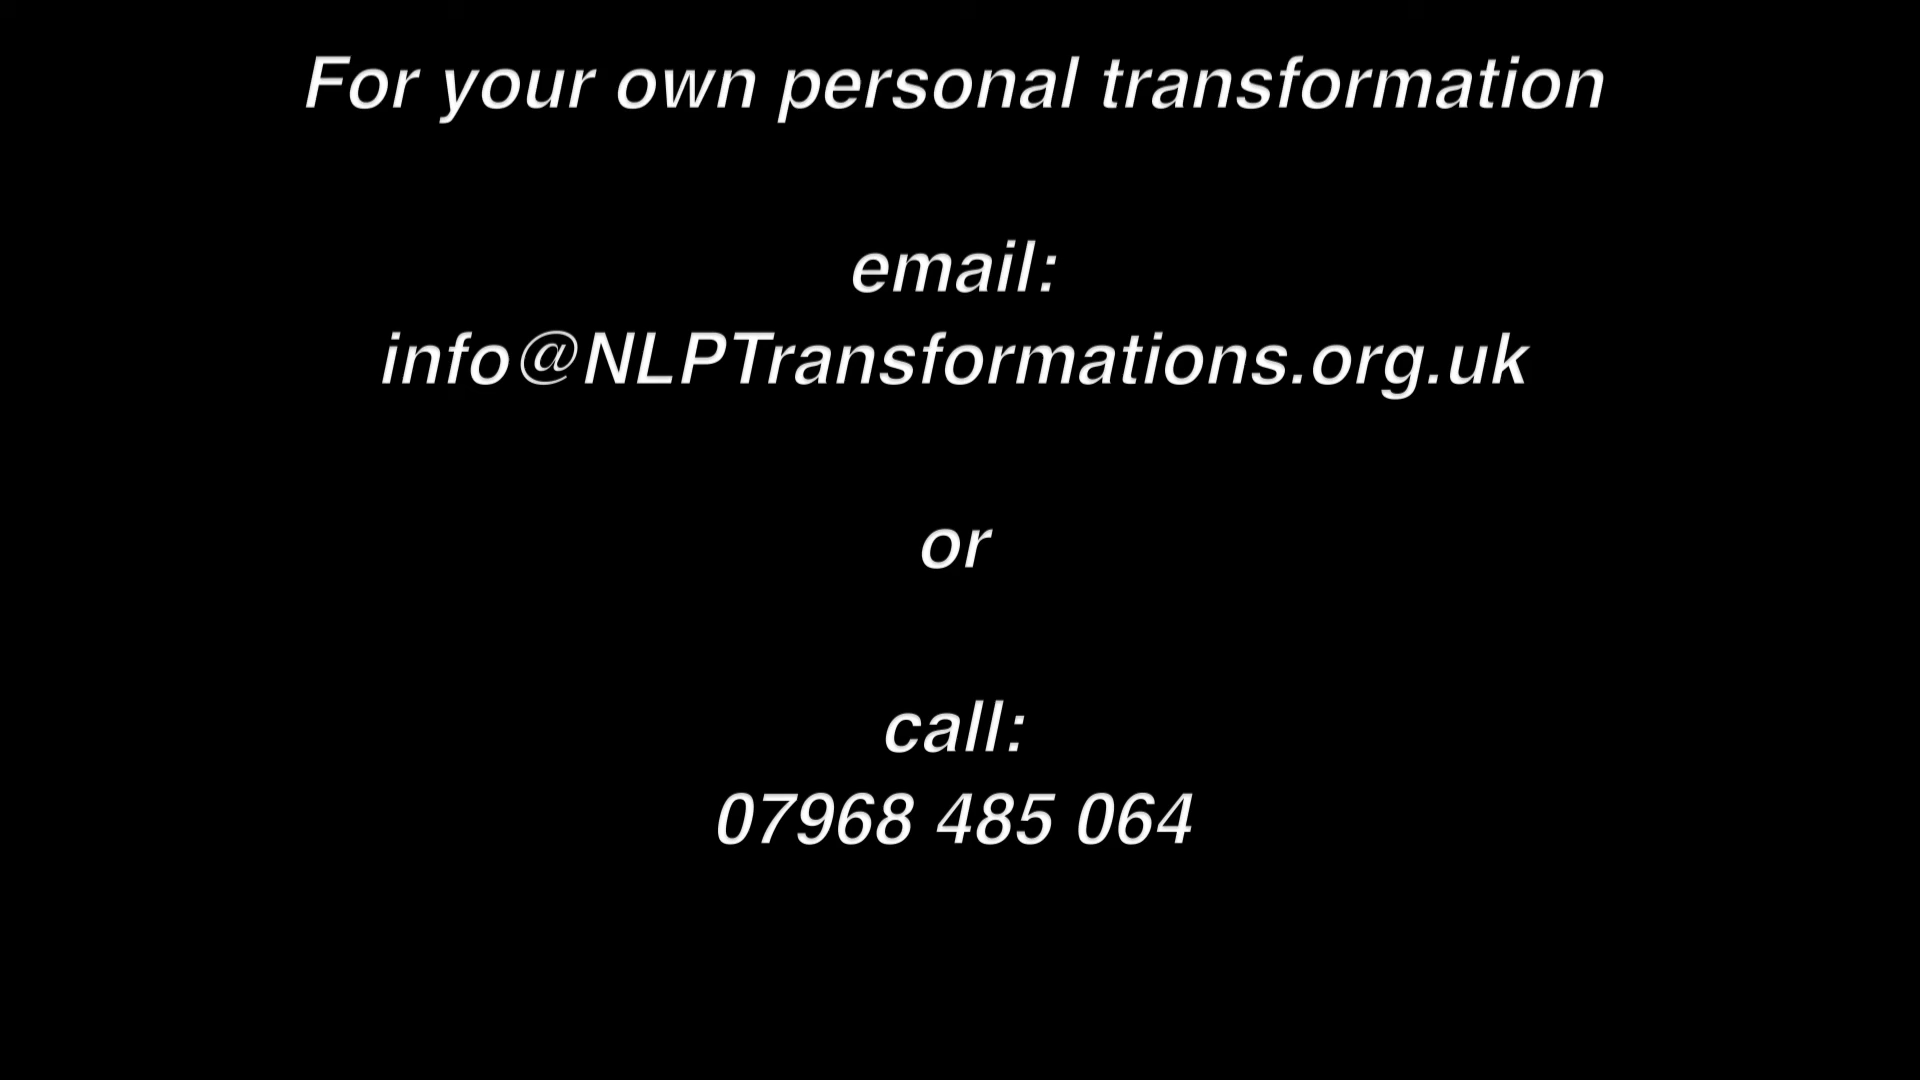 For your own personal transformation
email:
info@NLPTransformations.org.uk
or
call:
07968 485 064